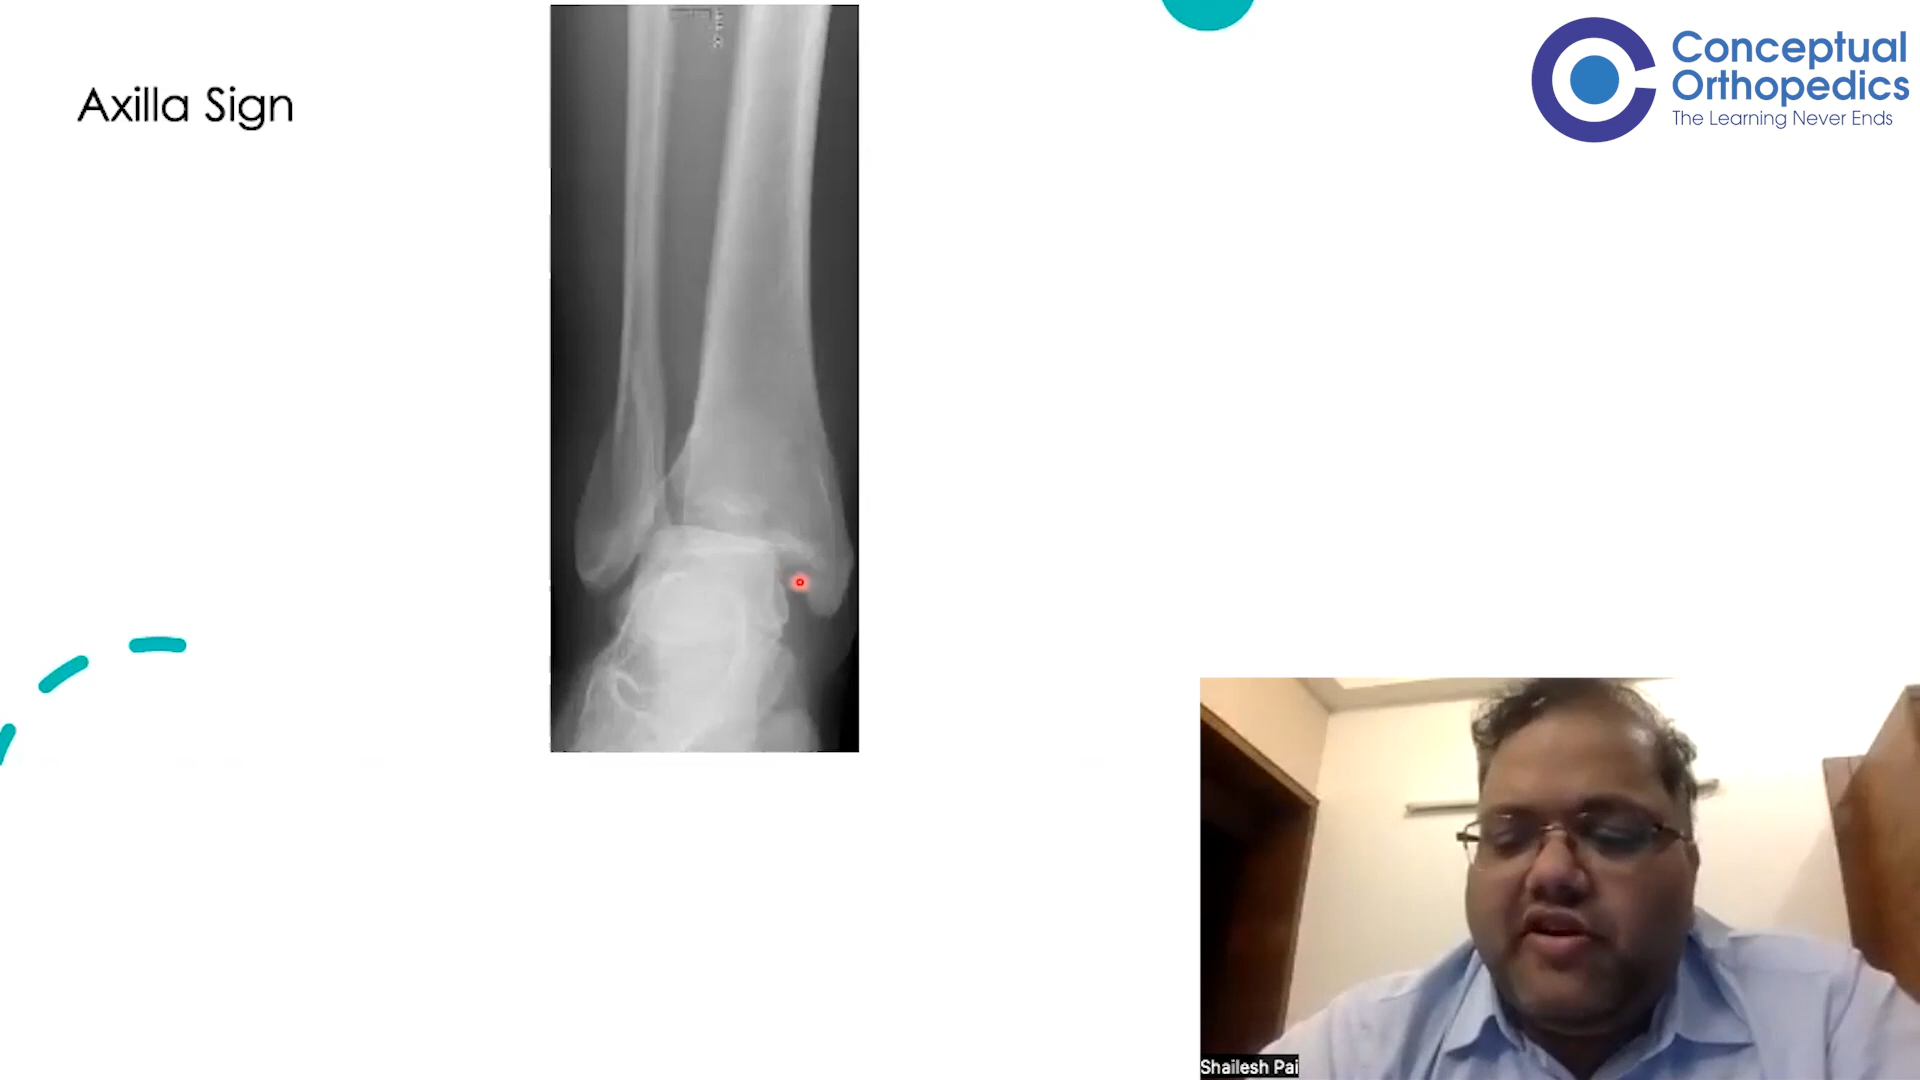 Axilla Sign
Conceptual
Orthopedics
The Learning Never Ends
Shailesh Pai